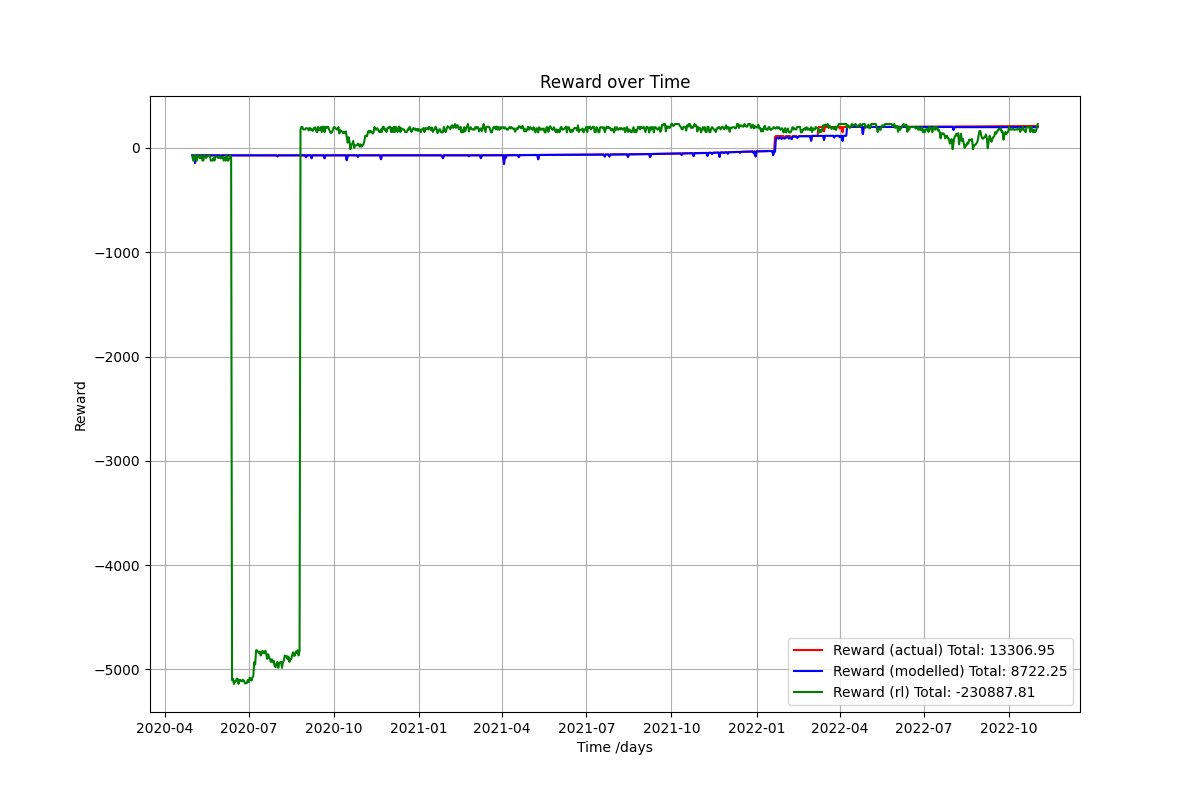 Reward over Time
Reward
0
−1000
−2000
−3000
−4000
−5000
Reward (actual) Total: 13306.95
Reward (modelled) Total: 8722.25
Reward (rl) Total: -230887.81
2020-04 2020-07 2020-10 2021-01 2021-04 2021-07 2021-10 2022-01 2022-04 2022-07 2022-10
Time /days